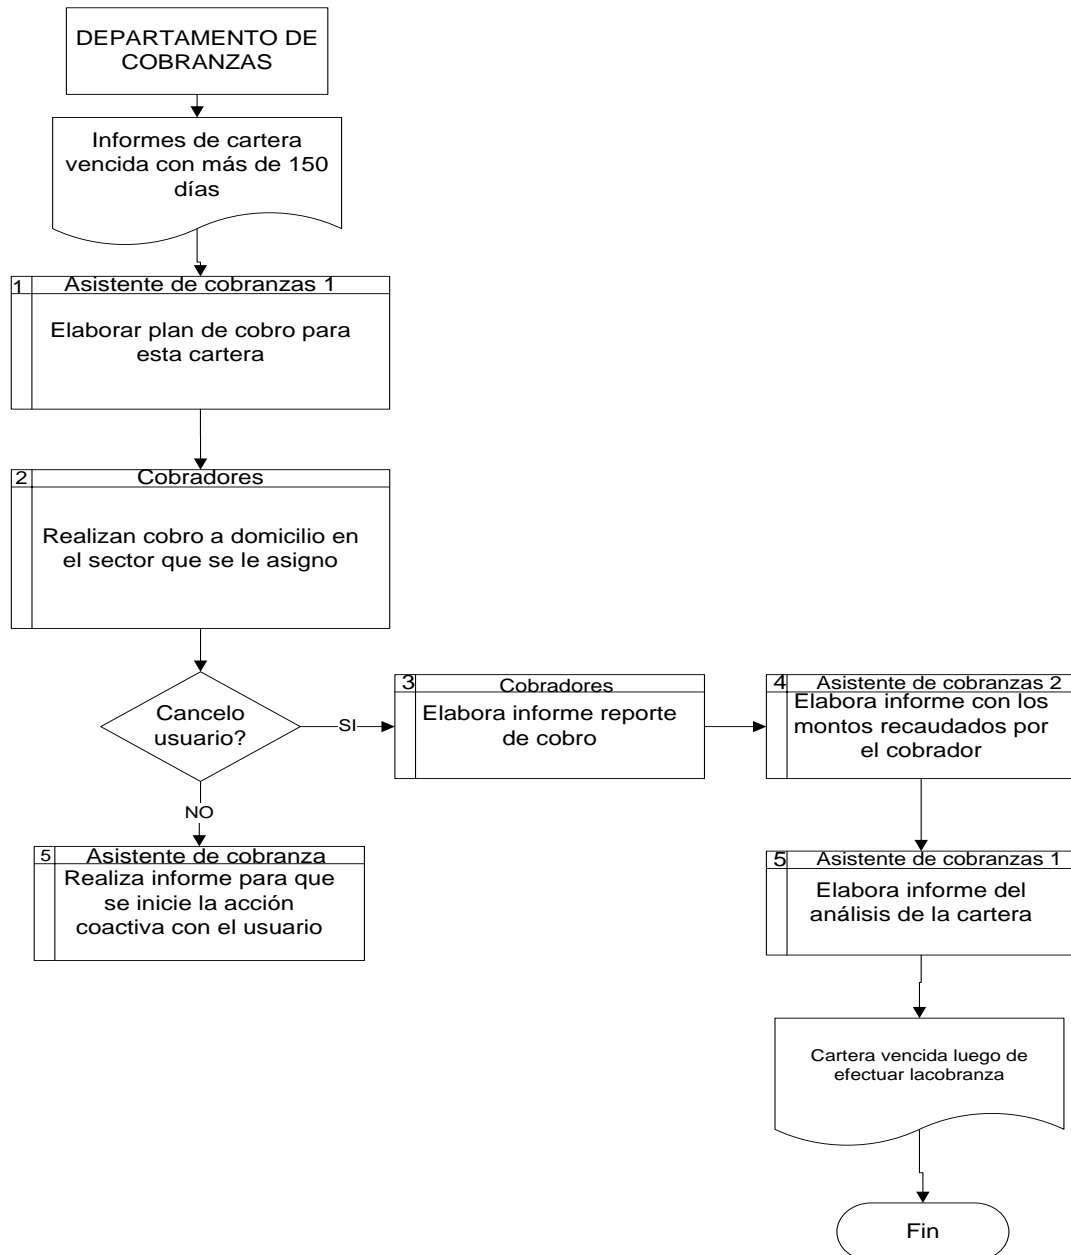 DEPARTAMENTO DE
COBRANZAS
Informes de cartera
vencida con más de 150
días
1
Asistente de cobranzas 1
Elaborar plan de cobro para
esta cartera
2
Cobradores
Realizan cobro a domicilio en
el sector que se le asigno
Cancelo
usuario?
SI
3
Cobradores
Elabora informe reporte
de cobro
4
Asistente de cobranzas 2
Elabora informe con los
montos recaudados por
el cobrador
NO
5
Asistente de cobranza
Realiza informe para que
se inicie la acción
coactiva con el usuario
5
Asistente de cobranzas 1
Elabora informe del
análisis de la cartera
Cartera vencida luego de
efectuar lacobranza
Fin